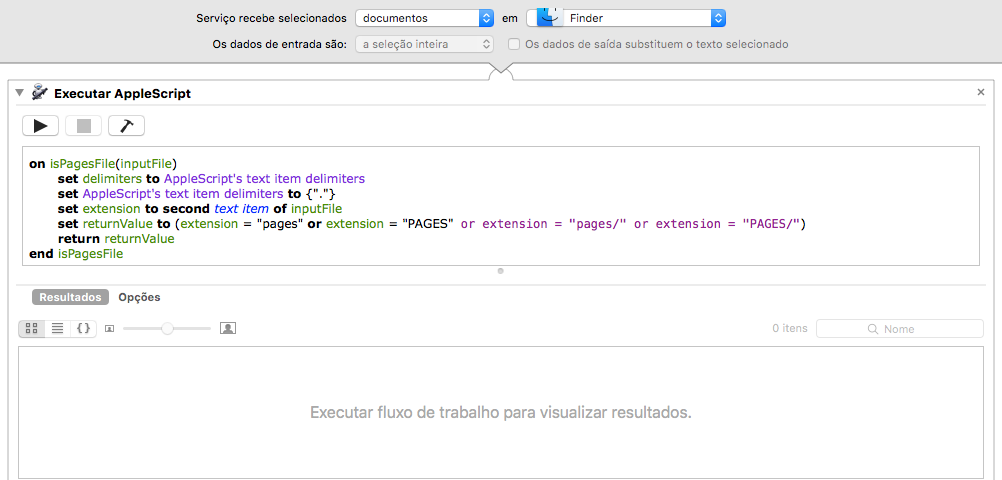 Serviço recebe selecionados documentos em Finder
Os dados de entrada são: a seleção inteira Os dados de saída substituem o texto selecionado
Executar AppleScript
on isPagesFile(inputFile)
set delimiters to AppleScript's text item delimiters
set AppleScript's text item delimiters to {"."}
set extension to second text item of inputFile
set returnValue to (extension = "pages" or extension = "PAGES" or extension = "pages/" or extension = "PAGES/")
return returnValue
end isPagesFile
Resultados Opções
0 itens Nome
Executar fluxo de trabalho para visualizar resultados.